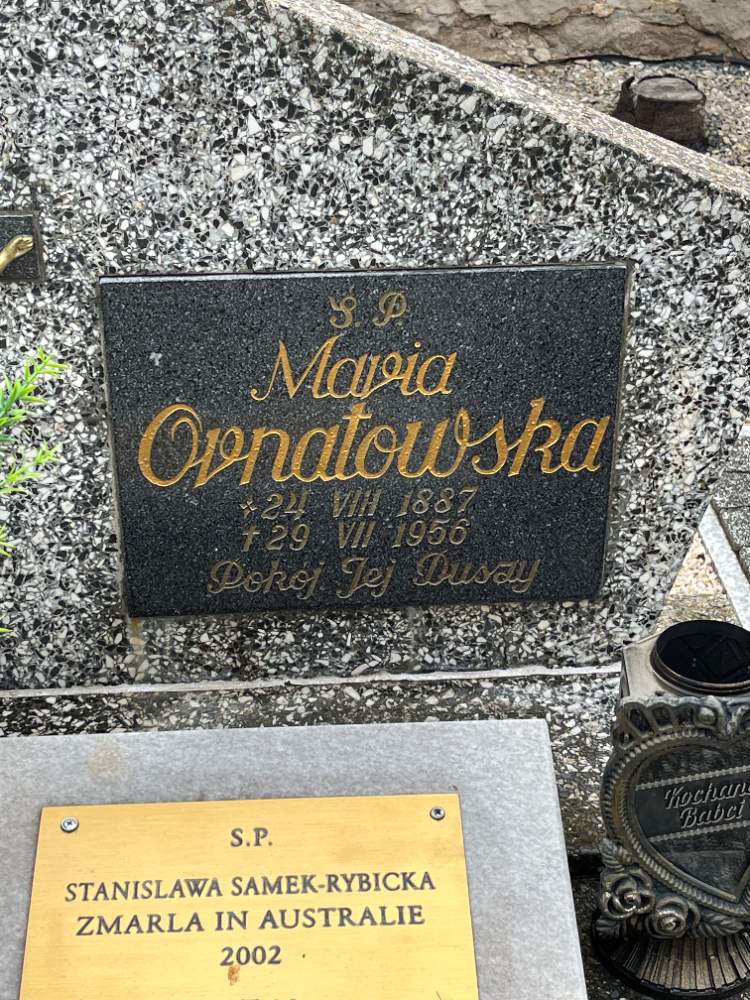 Ś. P.
Maria
Ornatowska
* 24 VIII 1887
† 29 VII 1956
Pokój Jej Duszy
S.P.
STANISLAWA SAMEK-RYBICKA
ZMARLA IN AUSTRALIE
2002
Kochanej
Babci